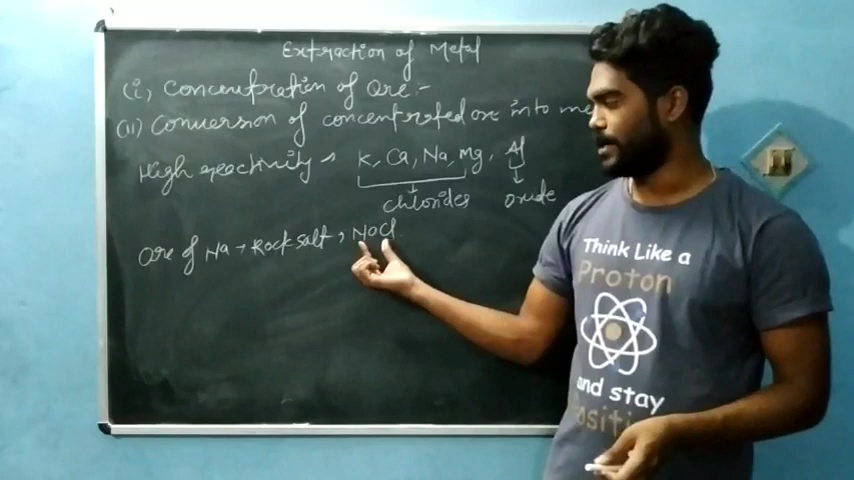 Extraction of Metal
(i) Concentration of Ore :-
(ii) Conversion of concentrated ore into me
High reactivity → K, Ca, Na, Mg, Al
chlorides oxide
Ore of Na → Rock salt, NaCl
Think Like a
Proton
and stay
Positi